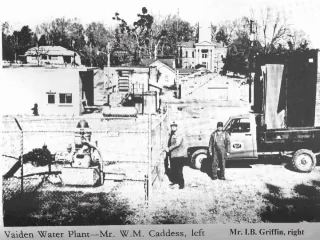 Vaiden Water Plant—Mr. W.M. Caddess, left Mr. I.B. Griffin, right